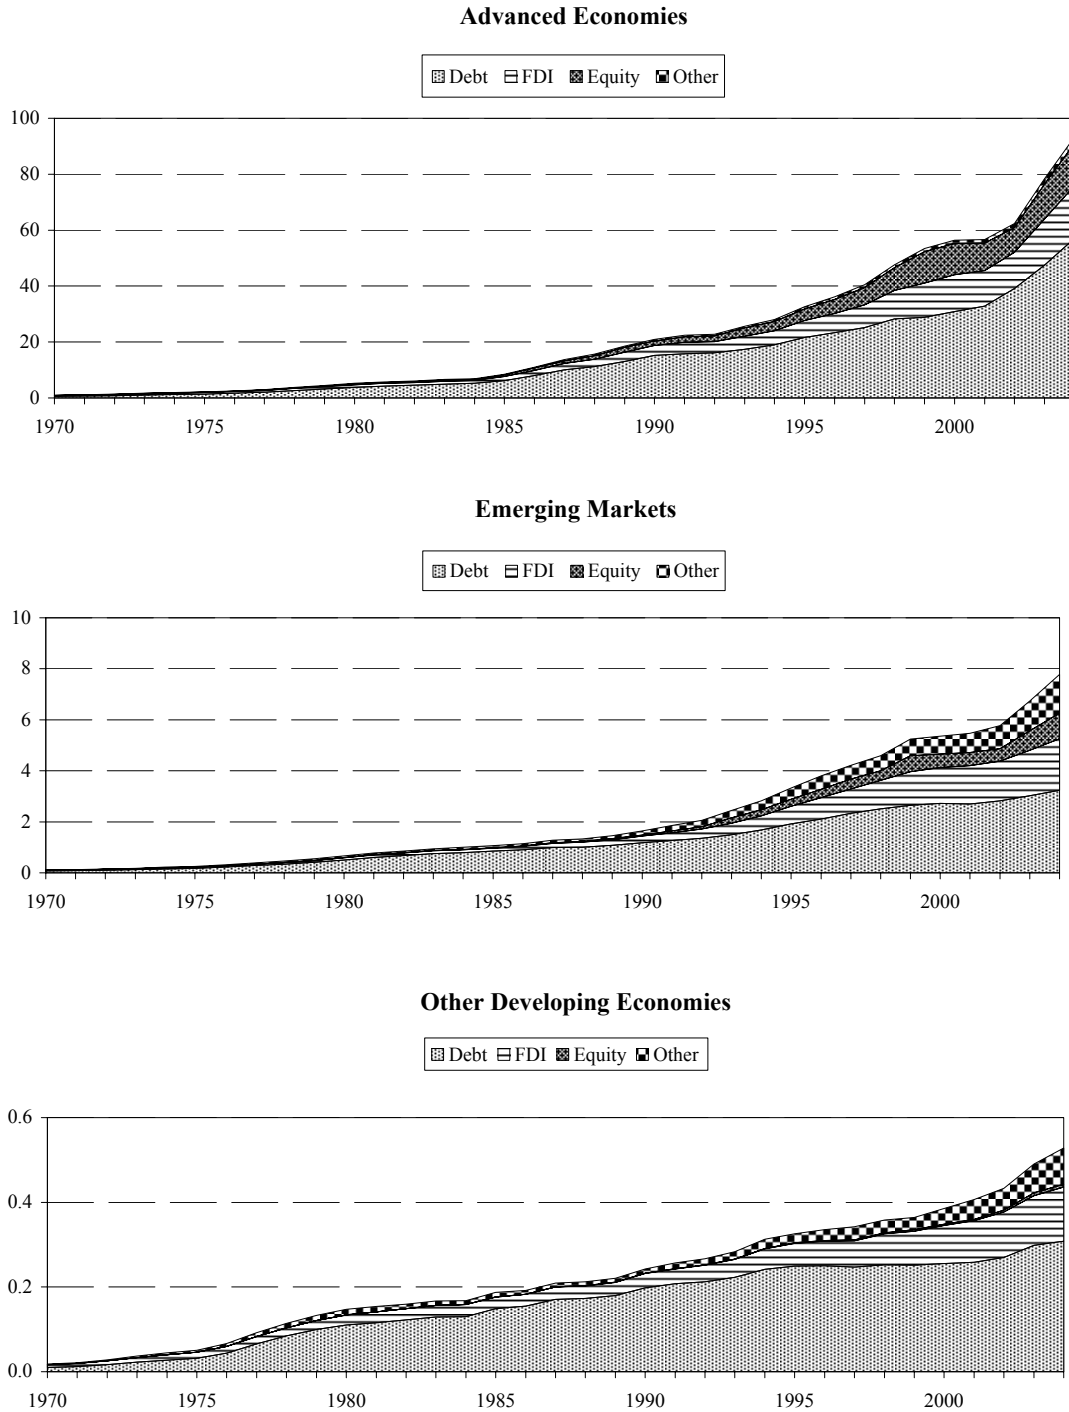 Advanced Economies
Debt FDI Equity Other
100
80
60
40
20
0
1970 1975 1980 1985 1990 1995 2000
Emerging Markets
Debt FDI Equity Other
10
8
6
4
2
0
1970 1975 1980 1985 1990 1995 2000
Other Developing Economies
Debt FDI Equity Other
0.6
0.4
0.2
0.0
1970 1975 1980 1985 1990 1995 2000